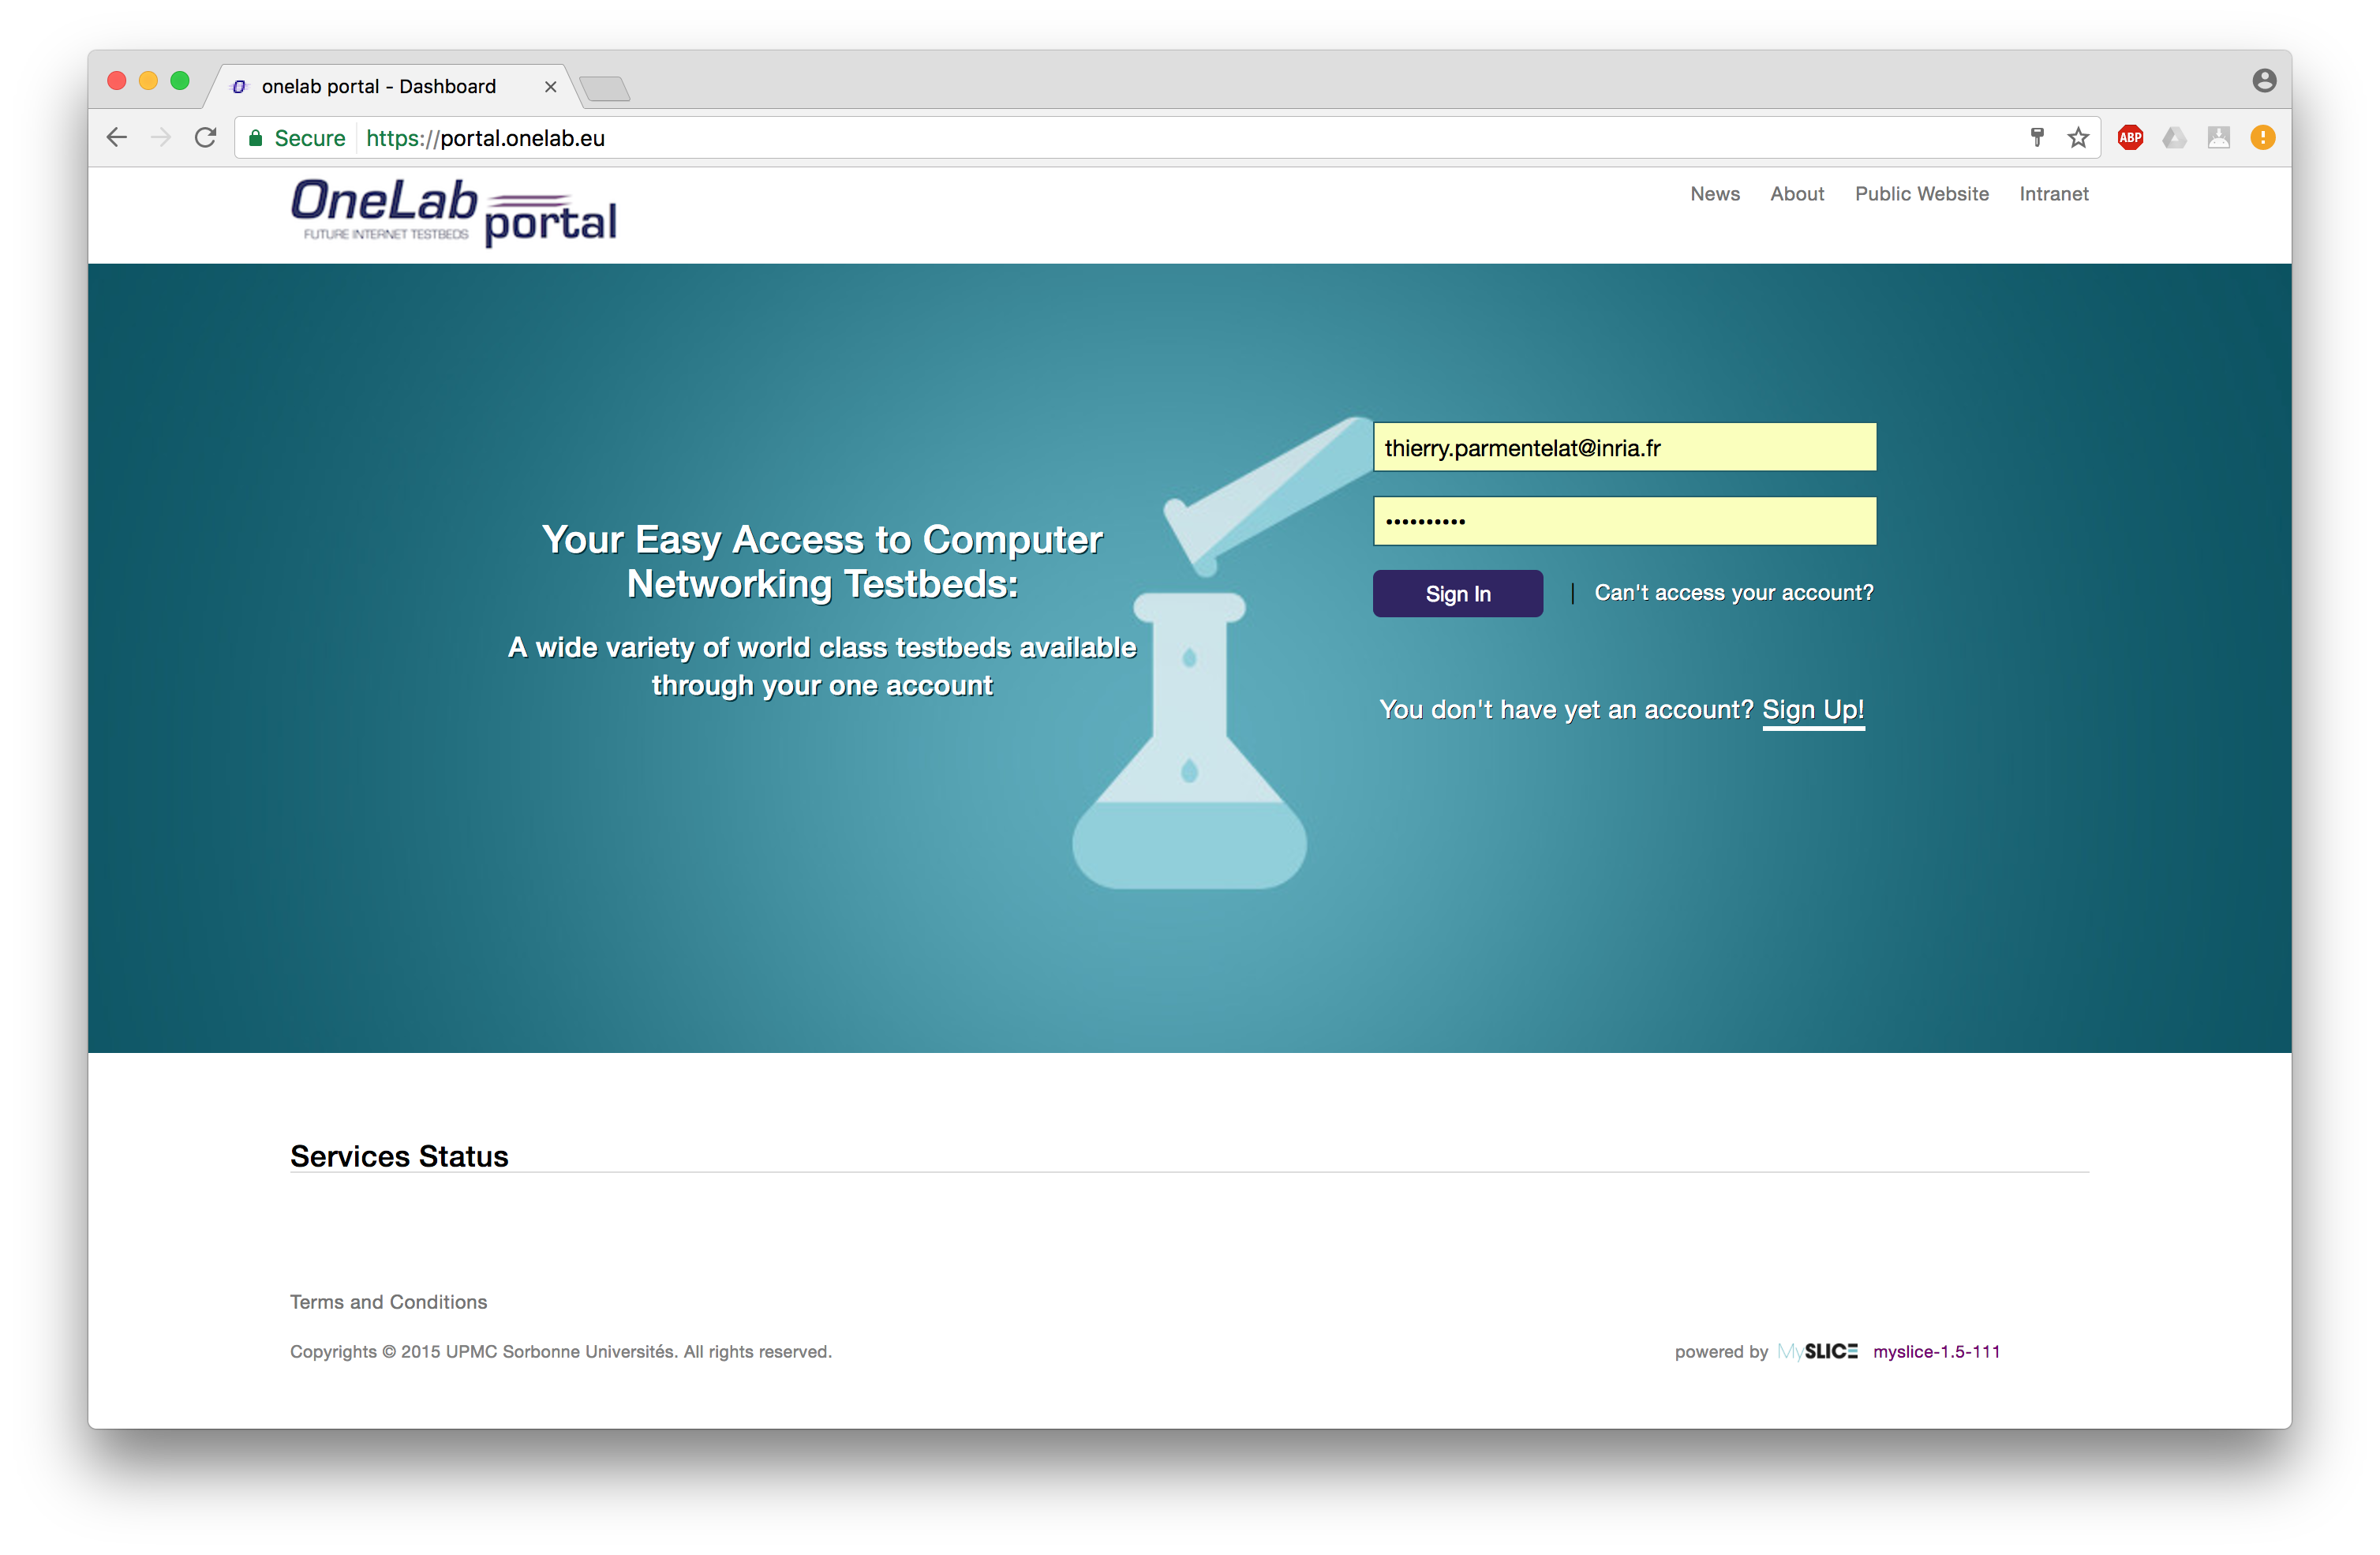 onelab portal - Dashboard
Secure https://portal.onelab.eu
ABP
OneLab portal
FUTURE INTERNET TESTBEDS
News About Public Website Intranet
thierry.parmentelat@inria.fr
••••••••••
Your Easy Access to Computer
Networking Testbeds:
Sign In | Can't access your account?
A wide variety of world class testbeds available
through your one account
You don't have yet an account? Sign Up!
Services Status
Terms and Conditions
Copyrights © 2015 UPMC Sorbonne Universités. All rights reserved.
powered by MySLICE myslice-1.5-111